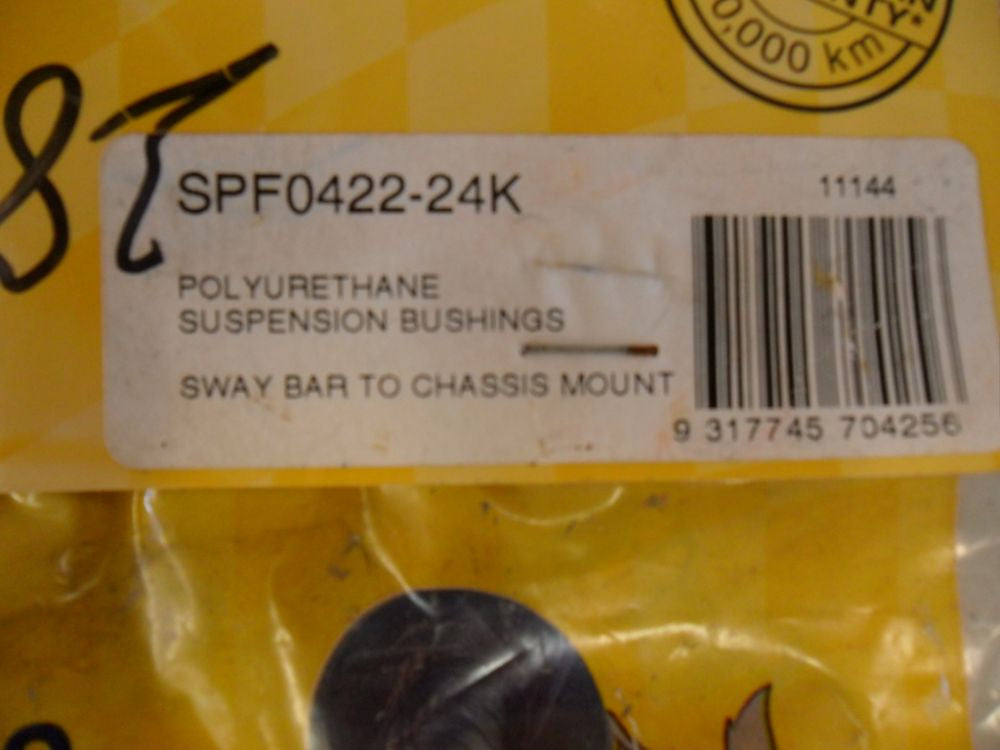 0,000 km
87
SPF0422-24K
11144
POLYURETHANE
SUSPENSION BUSHINGS
SWAY BAR TO CHASSIS MOUNT
9 317745 704256